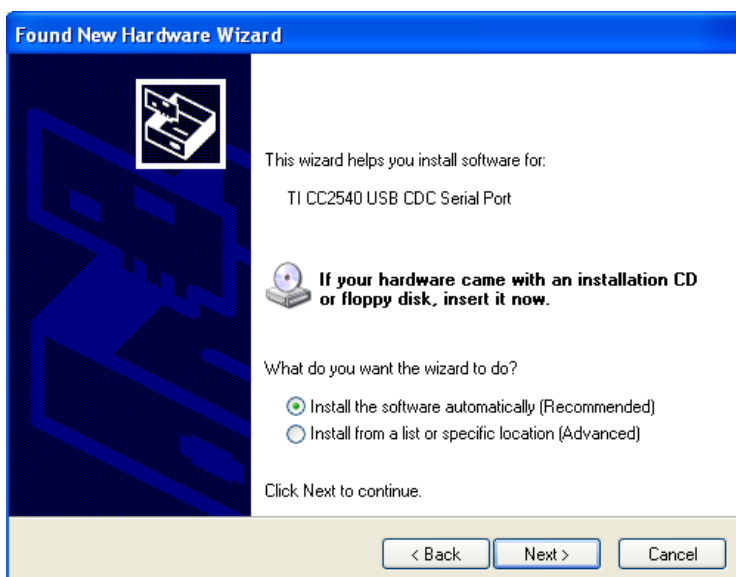 Found New Hardware Wizard
This wizard helps you install software for:
TI CC2540 USB CDC Serial Port
If your hardware came with an installation CD
or floppy disk, insert it now.
What do you want the wizard to do?
Install the software automatically (Recommended)
Install from a list or specific location (Advanced)
Click Next to continue.
< Back Next > Cancel